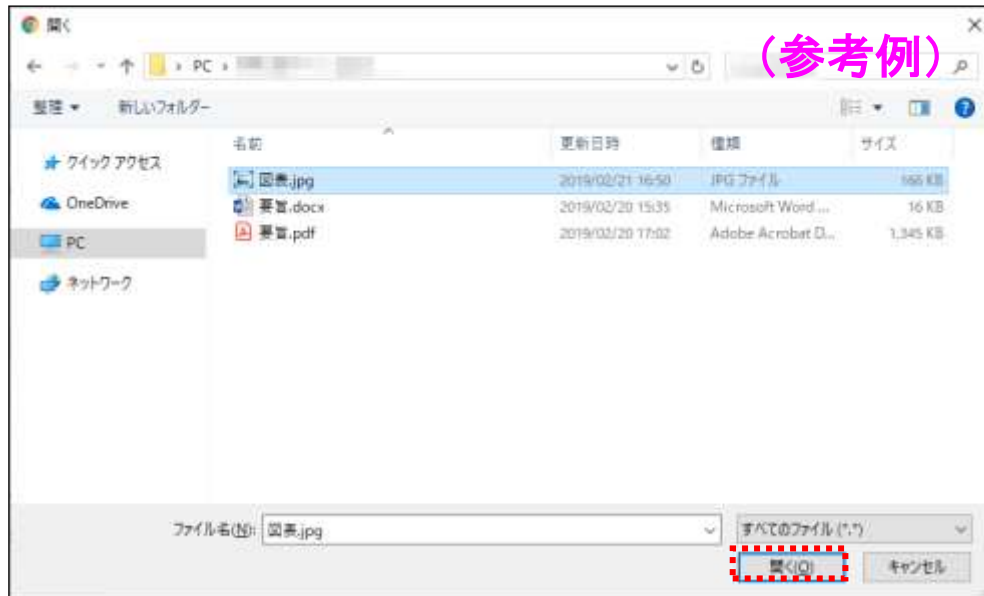 開く
(参考例)
PC
整理 新しいフォルダー
名前 更新日時 種類 サイズ
クイック アクセス
OneDrive
PC
ネットワーク
図表.jpg 2019/02/21 16:50 JPG ファイル 166 KB
要旨.docx 2019/02/20 15:35 Microsoft Word ... 16 KB
要旨.pdf 2019/02/20 17:02 Adobe Acrobat D... 1,345 KB
ファイル名(N): 図表.jpg すべてのファイル (*.*)
開く(O) キャンセル